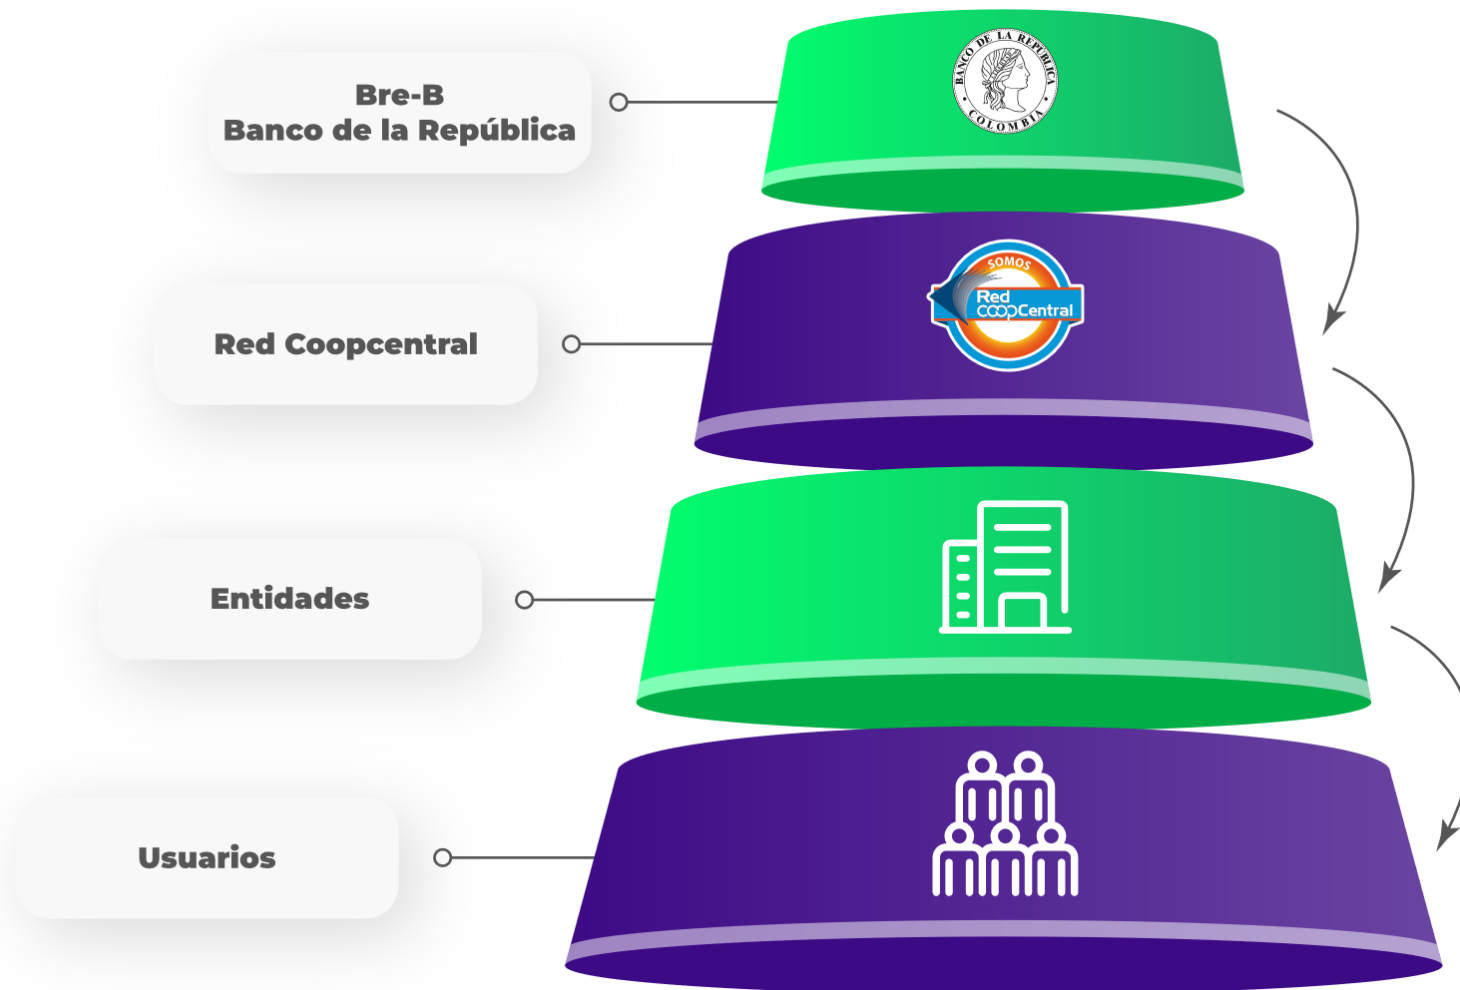 Bre-B
Banco de la República
BANCO DE LA REPÚBLICA
COLOMBIA
SOMOS
Red
CoopCentral
Red Coopcentral
Entidades
Usuarios